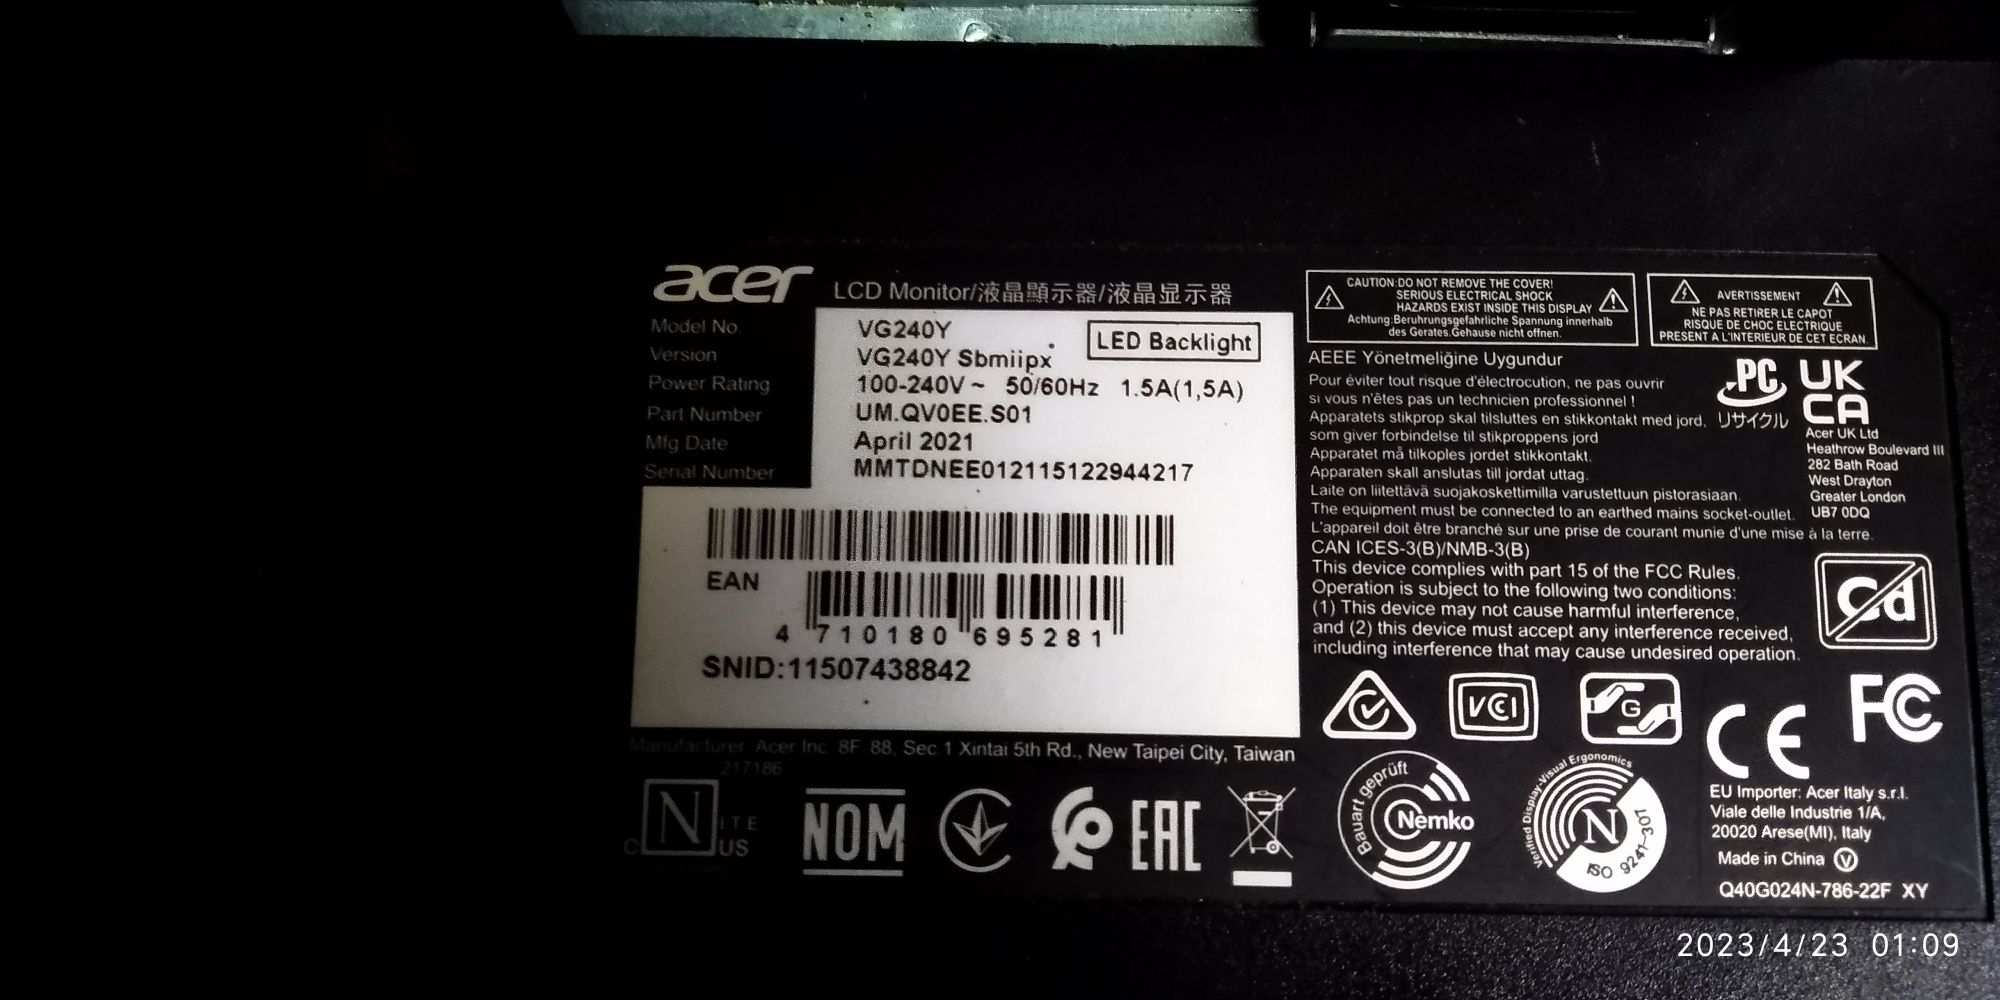 acer LCD Monitor/液晶顯示器/液晶显示器
Model No VG240Y
LED Backlight
Version VG240Y Sbmiipx
Power Rating 100-240V~ 50/60Hz 1.5A(1,5A)
Part Number UM.QV0EE.S01
Mfg Date April 2021
Serial Number MMTDNEE012115122944217
EAN
4 710180 695281
SNID:11507438842
Manufacturer Acer Inc 8F 88, Sec.1 Xintai 5th Rd., New Taipei City, Taiwan
217186
N ITE
C US
NOM
EAC
CAUTION:DO NOT REMOVE THE COVER!
SERIOUS ELECTRICAL SHOCK
HAZARDS EXIST INSIDE THIS DISPLAY
Achtung:Beruhrungsgefahrliche Spannung innerhalb
des Gerates.Gehause nicht offnen.
AVERTISSEMENT
NE PAS RETIRER LE CAPOT
RISQUE DE CHOC ELECTRIQUE
PRESENT A L'INTERIEUR DE CET ECRAN.
AEEE Yönetmeliğine Uygundur
Pour éviter tout risque d'électrocution, ne pas ouvrir
si vous n'êtes pas un technicien professionnel !
Apparatets stikprop skal tilsluttes en stikkontakt med jord,
som giver forbindelse til stikproppens jord
Apparatet må tilkoples jordet stikkontakt.
Apparaten skall anslutas till jordat uttag.
Laite on liitettävä suojakoskettimilla varustettuun pistorasiaan.
The equipment must be connected to an earthed mains socket-outlet.
L'appareil doit être branché sur une prise de courant munie d'une mise à la terre.
CAN ICES-3(B)/NMB-3(B)
This device complies with part 15 of the FCC Rules.
Operation is subject to the following two conditions:
(1) This device may not cause harmful interference,
and (2) this device must accept any interference received,
including interference that may cause undesired operation.
PC
リサイクル
UK
CA
Acer UK Ltd
Heathrow Boulevard III
282 Bath Road
West Drayton
Greater London
UB7 0DQ
Cd
VCCI
G
CE
FC
Bauart geprüft
Nemko
Verified Display-Visual Ergonomics
N
ISO 9241-307
EU Importer: Acer Italy s.r.l.
Viale delle Industrie 1/A,
20020 Arese(MI), Italy
Made in China V
Q40G024N-786-22F XY
2023/4/23 01:09